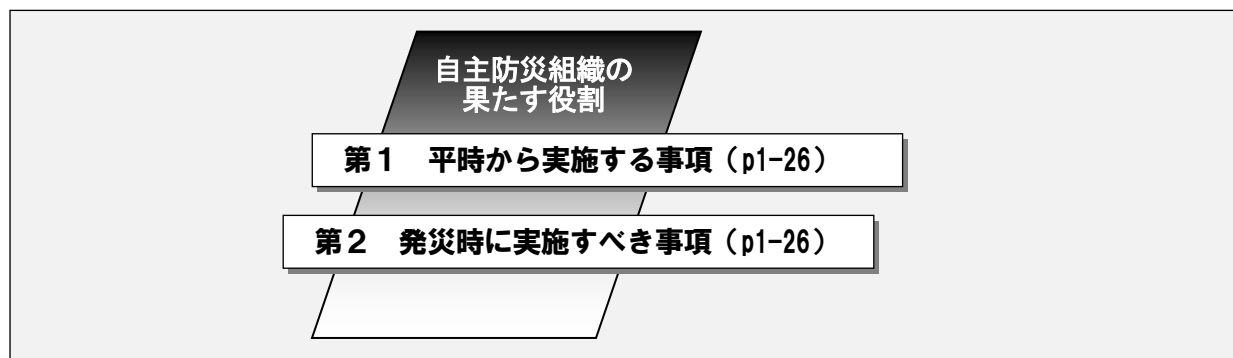 自主防災組織の
果たす役割
第１　平時から実施する事項（p1-26）
第２　発災時に実施すべき事項（p1-26）